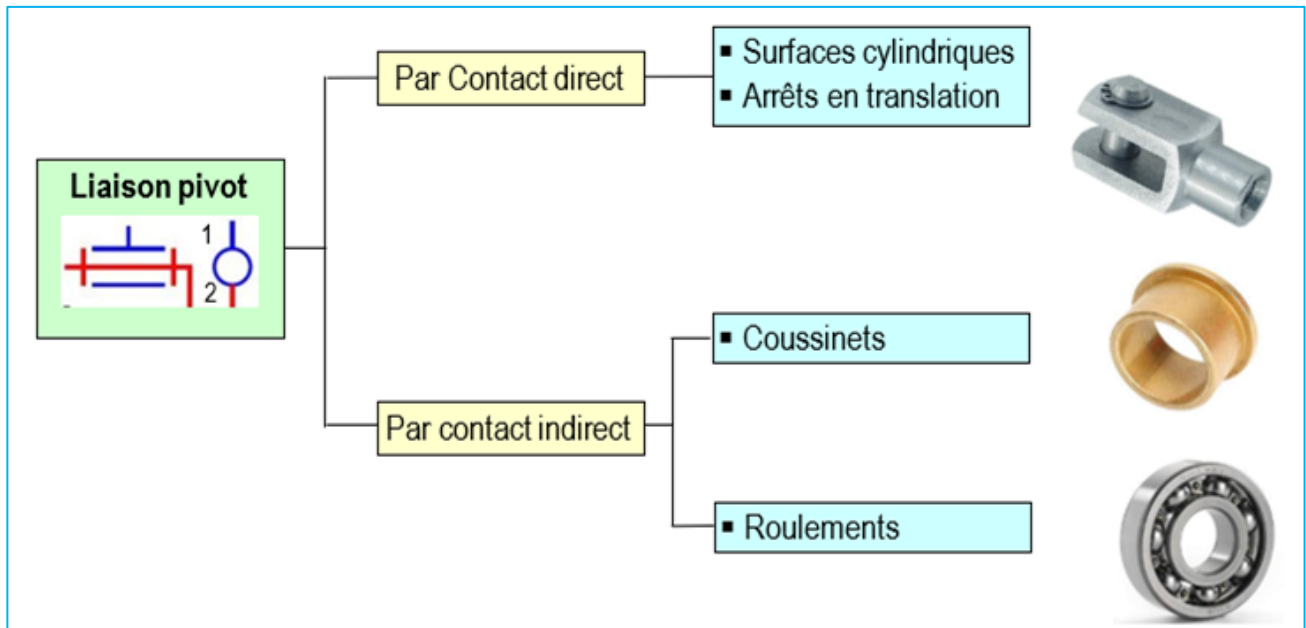 Liaison pivot
1
2
Par Contact direct
▪ Surfaces cylindriques
▪ Arrêts en translation
Par contact indirect
▪ Coussinets
▪ Roulements